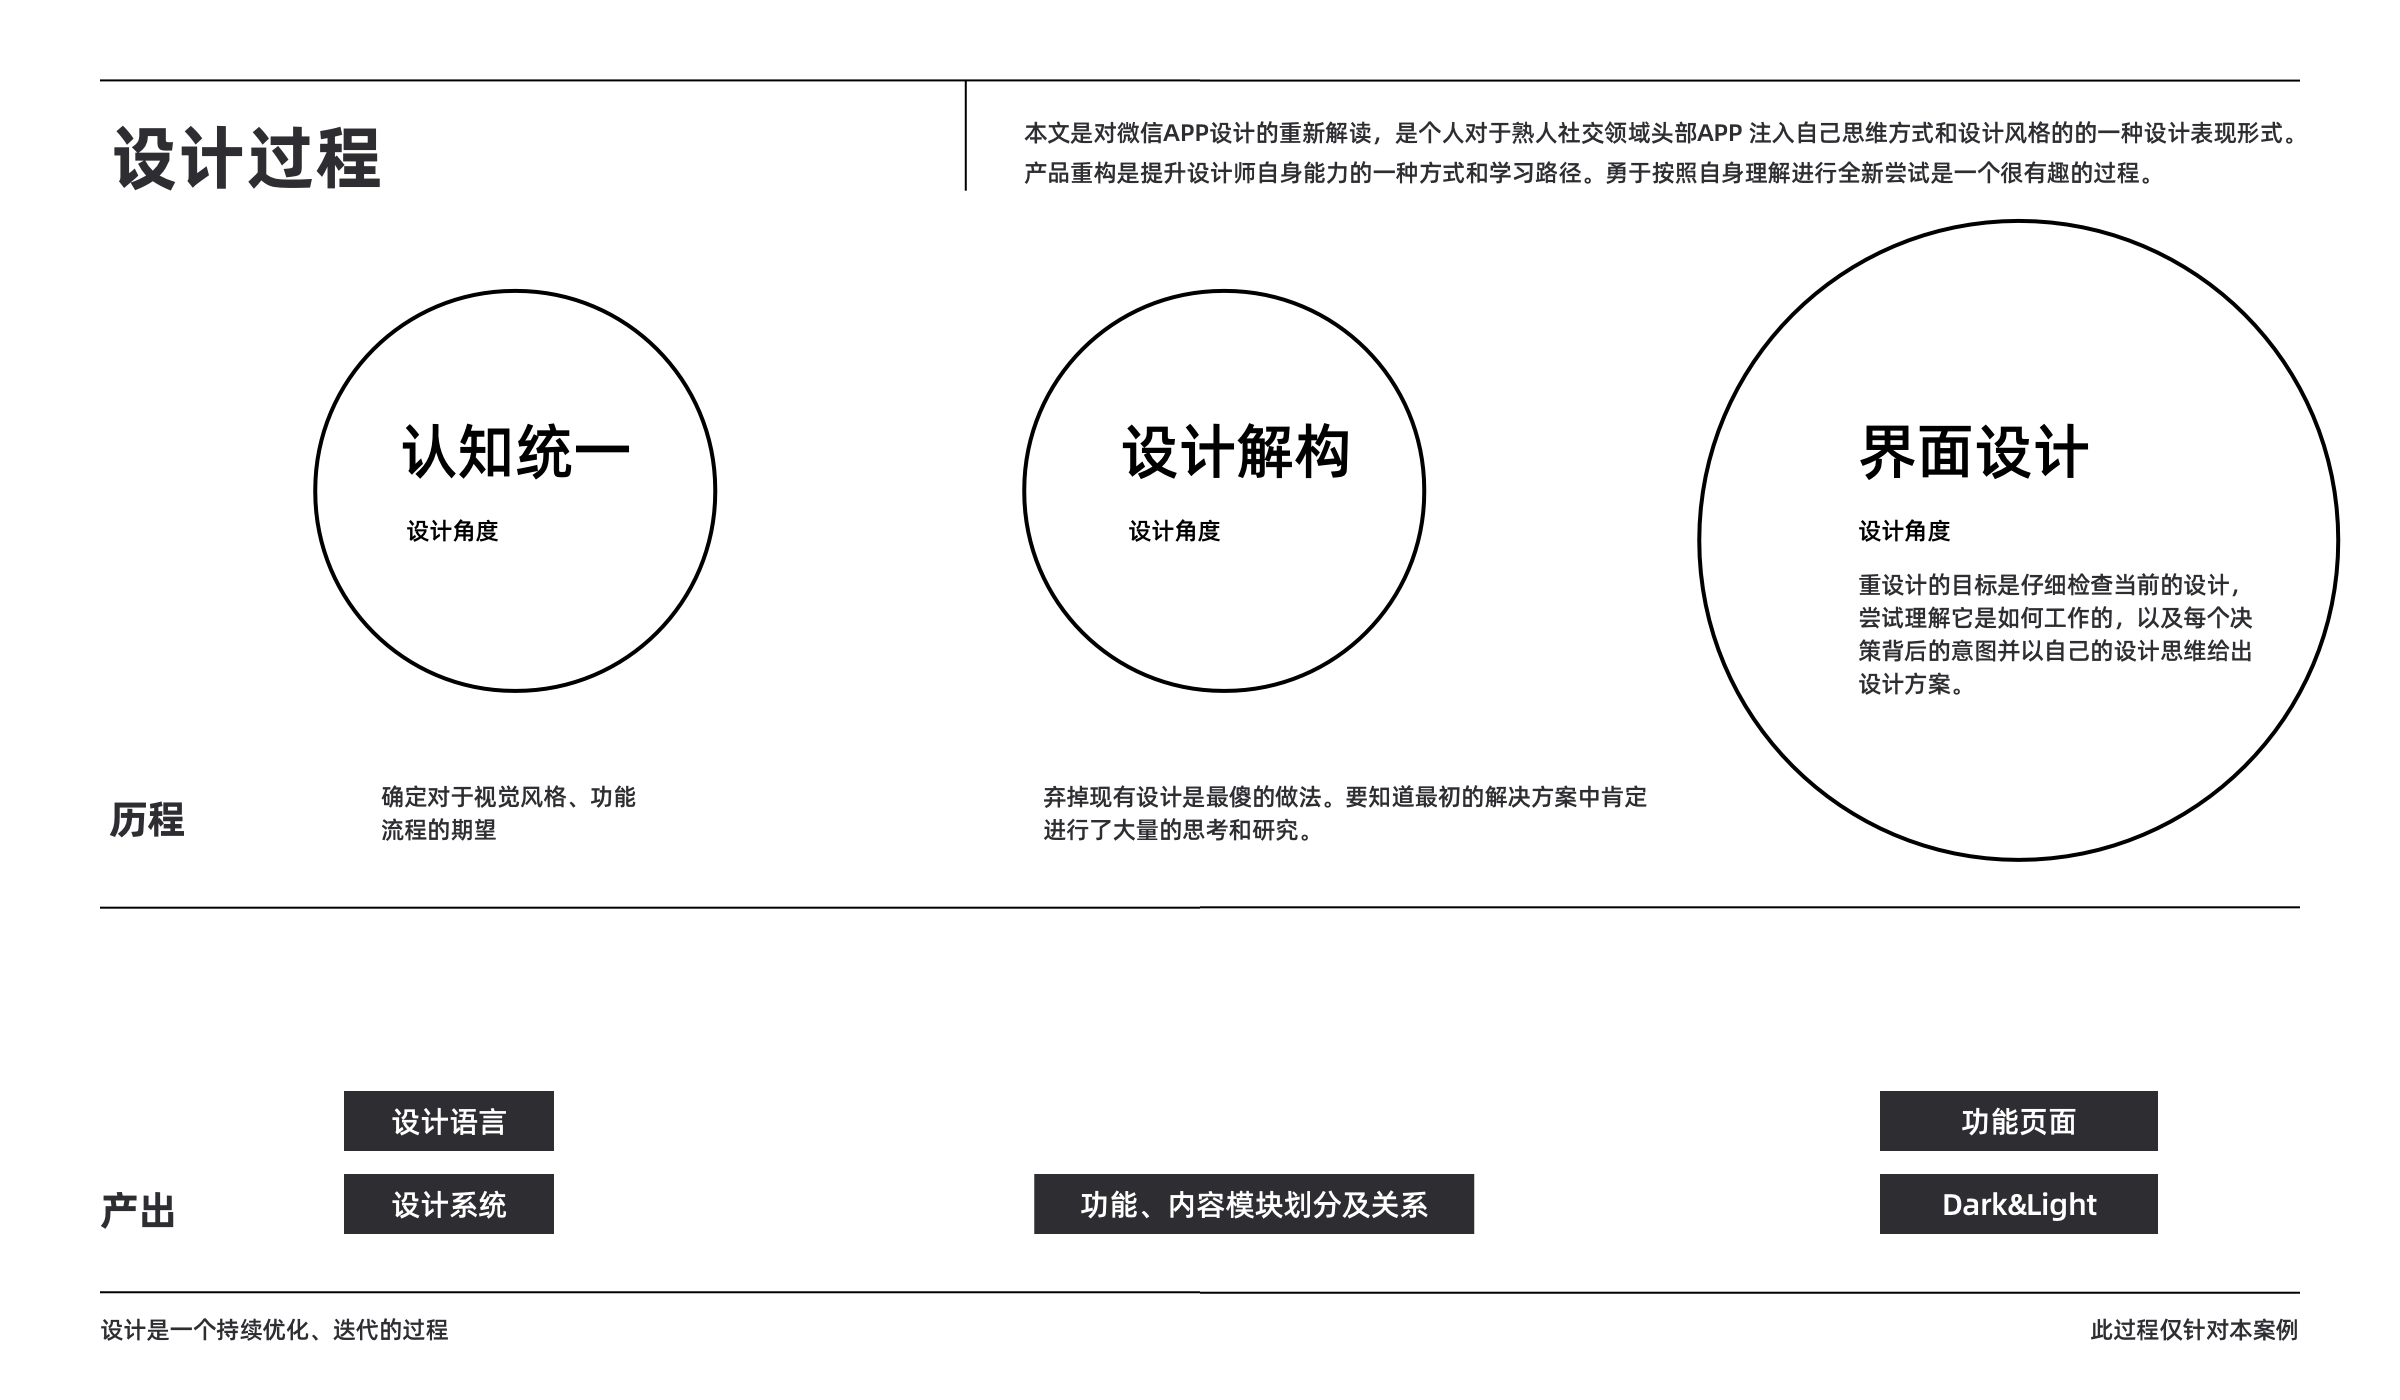 设计过程
本文是对微信APP设计的重新解读，是个人对于熟人社交领域头部APP 注入自己思维方式和设计风格的的一种设计表现形式。
产品重构是提升设计师自身能力的一种方式和学习路径。勇于按照自身理解进行全新尝试是一个很有趣的过程。
认知统一
设计角度
设计解构
设计角度
界面设计
设计角度
重设计的目标是仔细检查当前的设计，
尝试理解它是如何工作的，以及每个决
策背后的意图并以自己的设计思维给出
设计方案。
历程
确定对于视觉风格、功能
流程的期望
弃掉现有设计是最傻的做法。要知道最初的解决方案中肯定
进行了大量的思考和研究。
产出
设计语言
设计系统
功能、内容模块划分及关系
功能页面
Dark&Light
设计是一个持续优化、迭代的过程
此过程仅针对本案例